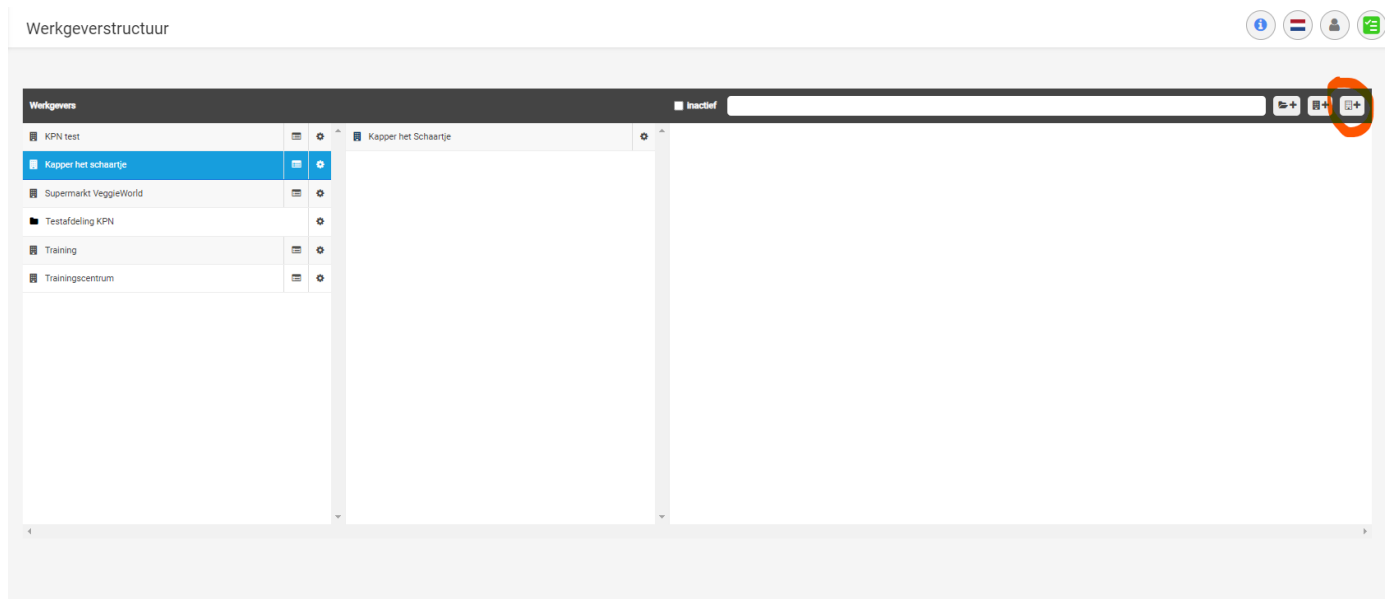 Werkgeverstructuur
Werkgevers
Inactief
KPN test
Kapper het Schaartje
Kapper het schaartje
Supermarkt VeggieWorld
Testafdeling KPN
Training
Trainingscentrum